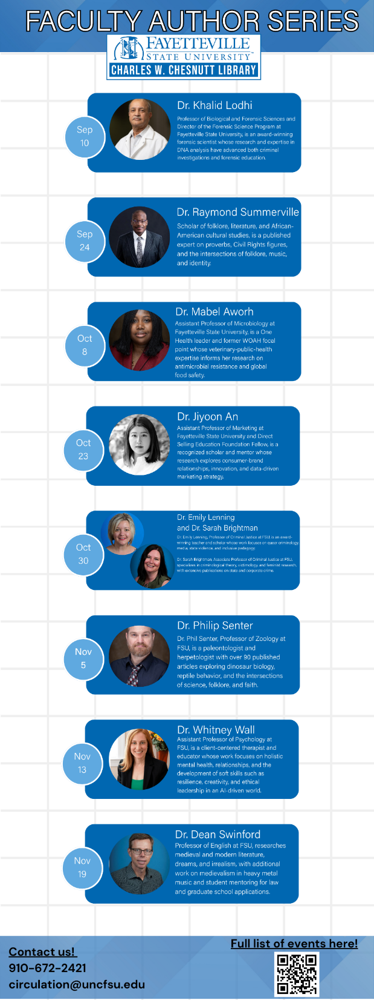 FACULTY AUTHOR SERIES
FAYETTEVILLE
STATE UNIVERSITY™
CHARLES W. CHESNUTT LIBRARY
Sep
10
Dr. Khalid Lodhi
Professor of Biological and Forensic Sciences and
Director of the Forensic Science Program at
Fayetteville State University, is an award-winning
forensic scientist whose research and expertise in
DNA analysis have advanced both criminal
investigations and forensic education.
Sep
24
Dr. Raymond Summerville
Scholar of folklore, literature, and African-
American cultural studies, is a published
expert on proverbs, Civil Rights figures,
and the intersections of folklore, music,
and identity.
Oct
8
Dr. Mabel Aworh
Assistant Professor of Microbiology at
Fayetteville State University, is a One
Health leader and former WOAH focal
point whose veterinary-public-health
expertise informs her research on
antimicrobial resistance and global
food safety.
Oct
23
Dr. Jiyoon An
Assistant Professor of Marketing at
Fayetteville State University and Direct
Selling Education Foundation Fellow, is a
recognized scholar and mentor whose
research explores consumer-brand
relationships, innovation, and data-driven
marketing strategy.
Oct
30
Dr. Emily Lenning
and Dr. Sarah Brightman
Dr. Emily Lenning, Professor of Criminal Justice at FSU, is an award-
winning teacher and scholar whose work focuses on queer criminology,
media, state violence, and inclusive pedagogy.
Dr. Sarah Brightman, Associate Professor of Criminal Justice at FSU,
specializes in criminological theory, victimology, and feminist research,
with extensive publications on state and corporate crime.
Nov
5
Dr. Philip Senter
Dr. Phil Senter, Professor of Zoology at
FSU, is a paleontologist and
herpetologist with over 90 published
articles exploring dinosaur biology,
reptile behavior, and the intersections
of science, folklore, and faith.
Nov
13
Dr. Whitney Wall
Assistant Professor of Psychology at
FSU, is a client-centered therapist and
educator whose work focuses on holistic
mental health, relationships, and the
development of soft skills such as
resilience, creativity, and ethical
leadership in an AI-driven world.
Nov
19
Dr. Dean Swinford
Professor of English at FSU, researches
medieval and modern literature,
dreams, and irrealism, with additional
work on medievalism in heavy metal
music and student mentoring for law
and graduate school applications.
Contact us!
910-672-2421
circulation@uncfsu.edu
Full list of events here!